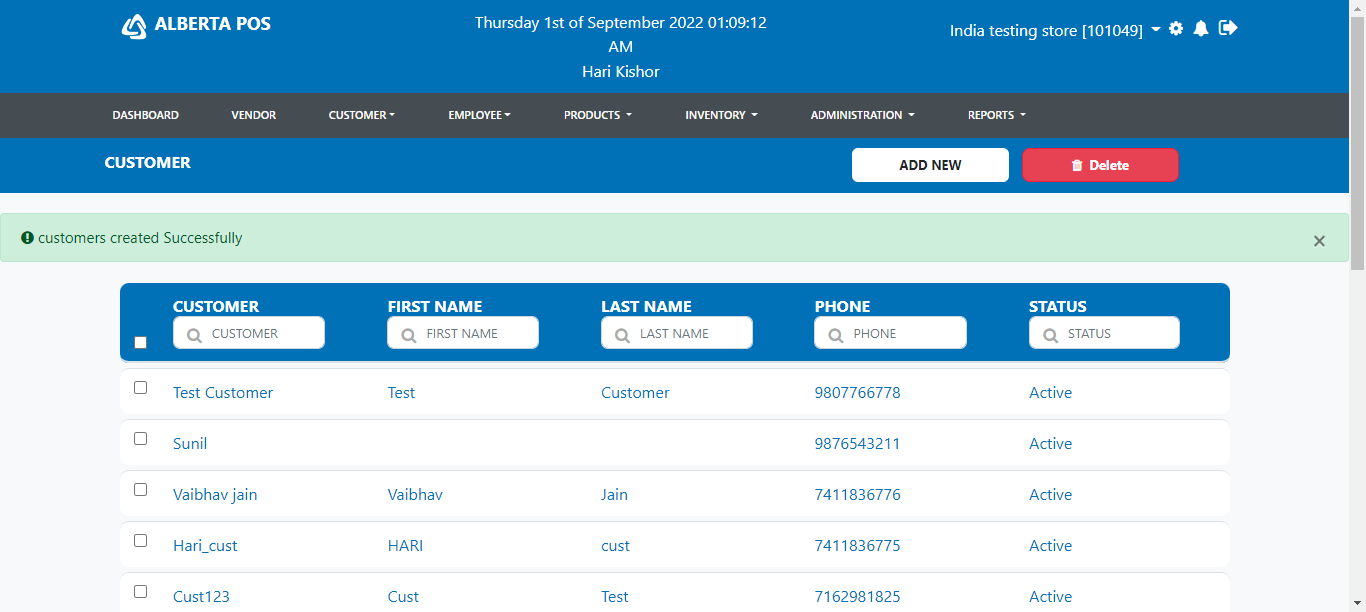 ALBERTA POS
Thursday 1st of September 2022 01:09:12
AM
Hari Kishor
India testing store [101049]
DASHBOARD VENDOR CUSTOMER EMPLOYEE PRODUCTS INVENTORY ADMINISTRATION REPORTS
CUSTOMER ADD NEW Delete
customers created Successfully ×
CUSTOMER FIRST NAME LAST NAME PHONE STATUS
CUSTOMER FIRST NAME LAST NAME PHONE STATUS
Test Customer Test Customer 9807766778 Active
Sunil 9876543211 Active
Vaibhav jain Vaibhav Jain 7411836776 Active
Hari_cust HARI cust 7411836775 Active
Cust123 Cust Test 7162981825 Active